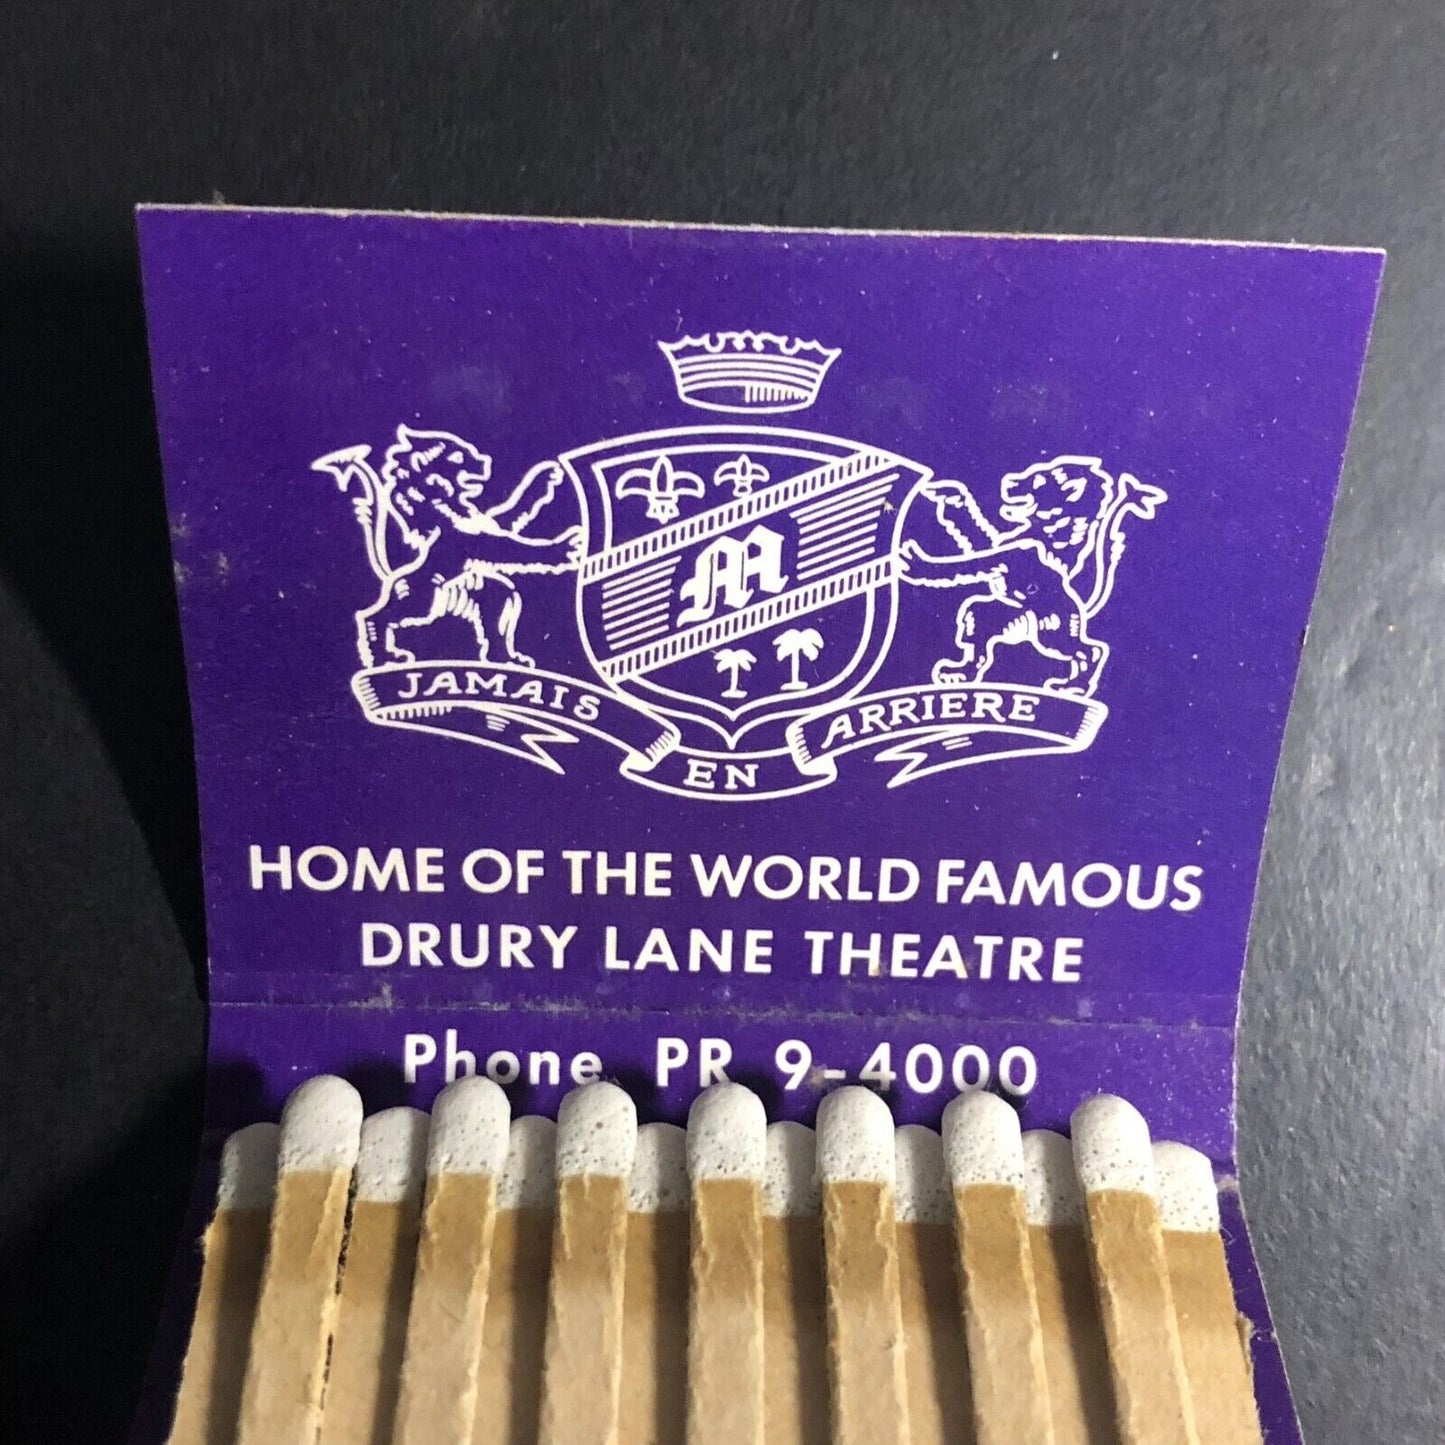 M
JAMAIS EN ARRIERE
HOME OF THE WORLD FAMOUS
DRURY LANE THEATRE
Phone PR 9-4000